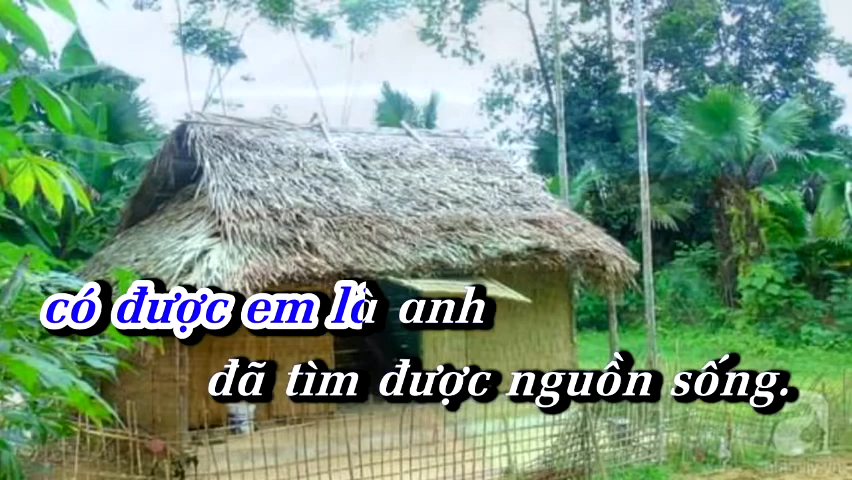 có được em là anh
đã tìm được nguồn sống.